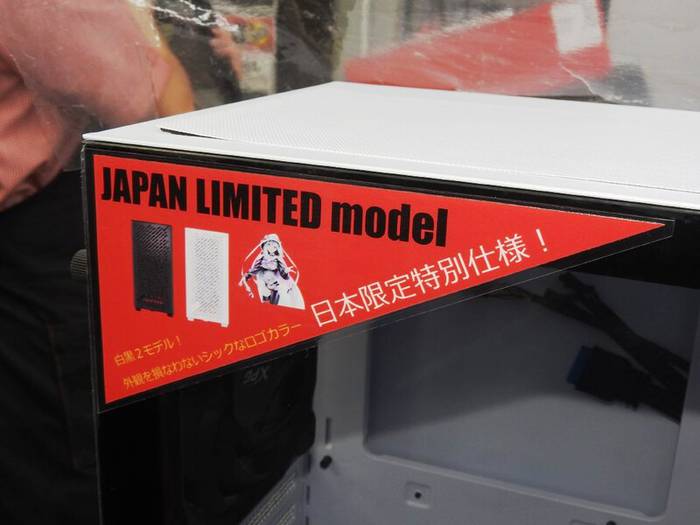 JAPAN LIMITED model
日本限定特別仕様！
白黒2モデル！
外観を損なわないシックなロゴカラー